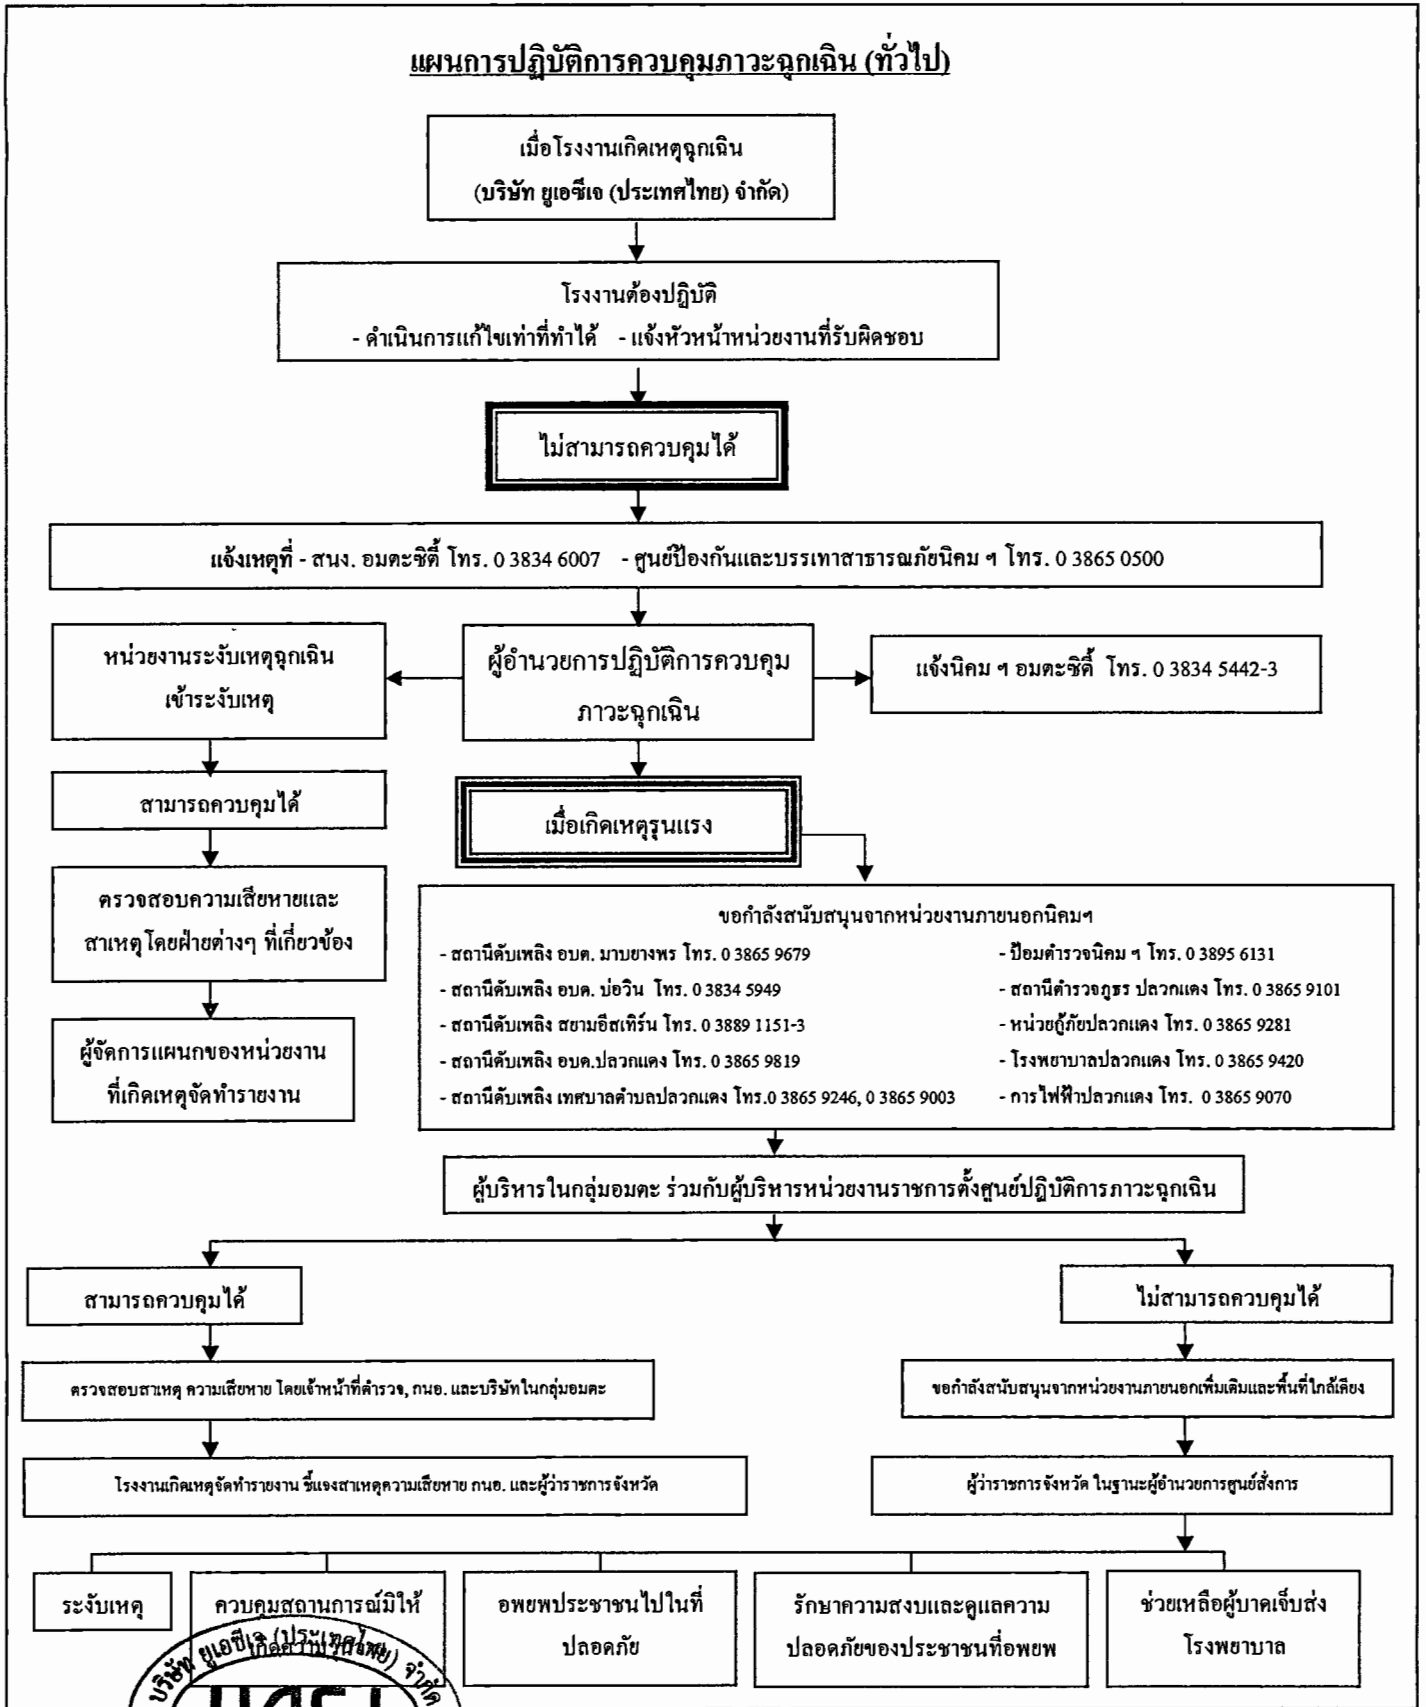 แผนการปฏิบัติการควบคุมภาวะฉุกเฉิน (ทั่วไป)
เมื่อโรงงานเกิดเหตุฉุกเฉิน
(บริษัท ยูเอซีเจ (ประเทศไทย) จำกัด)
โรงงานต้องปฏิบัติ
- ดำเนินการแก้ไขเท่าที่ทำได้ - แจ้งหัวหน้าหน่วยงานที่รับผิดชอบ
ไม่สามารถควบคุมได้
แจ้งเหตุที่ - สนง. อมตะซิตี้ โทร. 0 3834 6007 - ศูนย์ป้องกันและบรรเทาสาธารณภัยนิคม ฯ โทร. 0 3865 0500
หน่วยงานระงับเหตุฉุกเฉิน
เข้าระงับเหตุ
ผู้อำนวยการปฏิบัติการควบคุม
ภาวะฉุกเฉิน
แจ้งนิคม ฯ อมตะซิตี้ โทร. 0 3834 5442-3
สามารถควบคุมได้
เมื่อเกิดเหตุรุนแรง
ตรวจสอบความเสียหายและ
สาเหตุโดยฝ่ายต่างๆ ที่เกี่ยวข้อง
ผู้จัดการแผนกของหน่วยงาน
ที่เกิดเหตุจัดทำรายงาน
ขอกำลังสนับสนุนจากหน่วยงานภายนอกนิคมฯ
- สถานีดับเพลิง อบต. มาบยางพร โทร. 0 3865 9679
- สถานีดับเพลิง อบต. บ่อวิน โทร. 0 3834 5949
- สถานีดับเพลิง สยามอีสเทิร์น โทร. 0 3889 1151-3
- สถานีดับเพลิง อบต.ปลวกแดง โทร. 0 3865 9819
- สถานีดับเพลิง เทศบาลตำบลปลวกแดง โทร.0 3865 9246, 0 3865 9003
- ป้อมตำรวจนิคม ฯ โทร. 0 3895 6131
- สถานีตำรวจภูธร ปลวกแดง โทร. 0 3865 9101
- หน่วยกู้ภัยปลวกแดง โทร. 0 3865 9281
- โรงพยาบาลปลวกแดง โทร. 0 3865 9420
- การไฟฟ้าปลวกแดง โทร. 0 3865 9070
ผู้บริหารในกลุ่มอมตะ ร่วมกับผู้บริหารหน่วยงานราชการตั้งศูนย์ปฏิบัติการภาวะฉุกเฉิน
สามารถควบคุมได้
ไม่สามารถควบคุมได้
ตรวจสอบสาเหตุ ความเสียหาย โดยเจ้าหน้าที่ตำรวจ, กนอ. และบริษัทในกลุ่มอมตะ
ขอกำลังสนับสนุนจากหน่วยงานภายนอกเพิ่มเติมและพื้นที่ใกล้เคียง
โรงงานเกิดเหตุจัดทำรายงาน ชี้แจงสาเหตุความเสียหาย กนอ. และผู้ว่าราชการจังหวัด
ผู้ว่าราชการจังหวัด ในฐานะผู้อำนวยการศูนย์สั่งการ
ระงับเหตุ
ควบคุมสถานการณ์มิให้
เกิดความวุ่นวาย
อพยพประชาชนไปในที่
ปลอดภัย
รักษาความสงบและดูแลความ
ปลอดภัยของประชาชนที่อพยพ
ช่วยเหลือผู้บาดเจ็บส่ง
โรงพยาบาล
บริษัท ยูเอซีเจ (ประเทศไทย) จำกัด